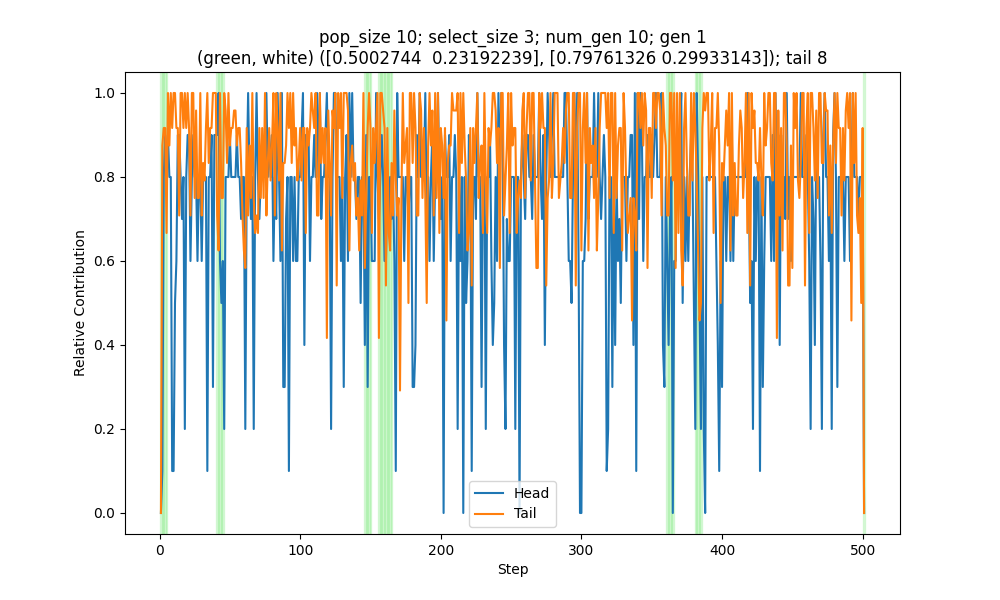 pop_size 10; select_size 3; num_gen 10; gen 1
(green, white) ([0.5002744  0.23192239], [0.79761326 0.29933143]); tail 8
1.0
0.8
0.6
0.4
0.2
0.0
Relative Contribution
Head
Tail
0
100
200
300
400
500
Step